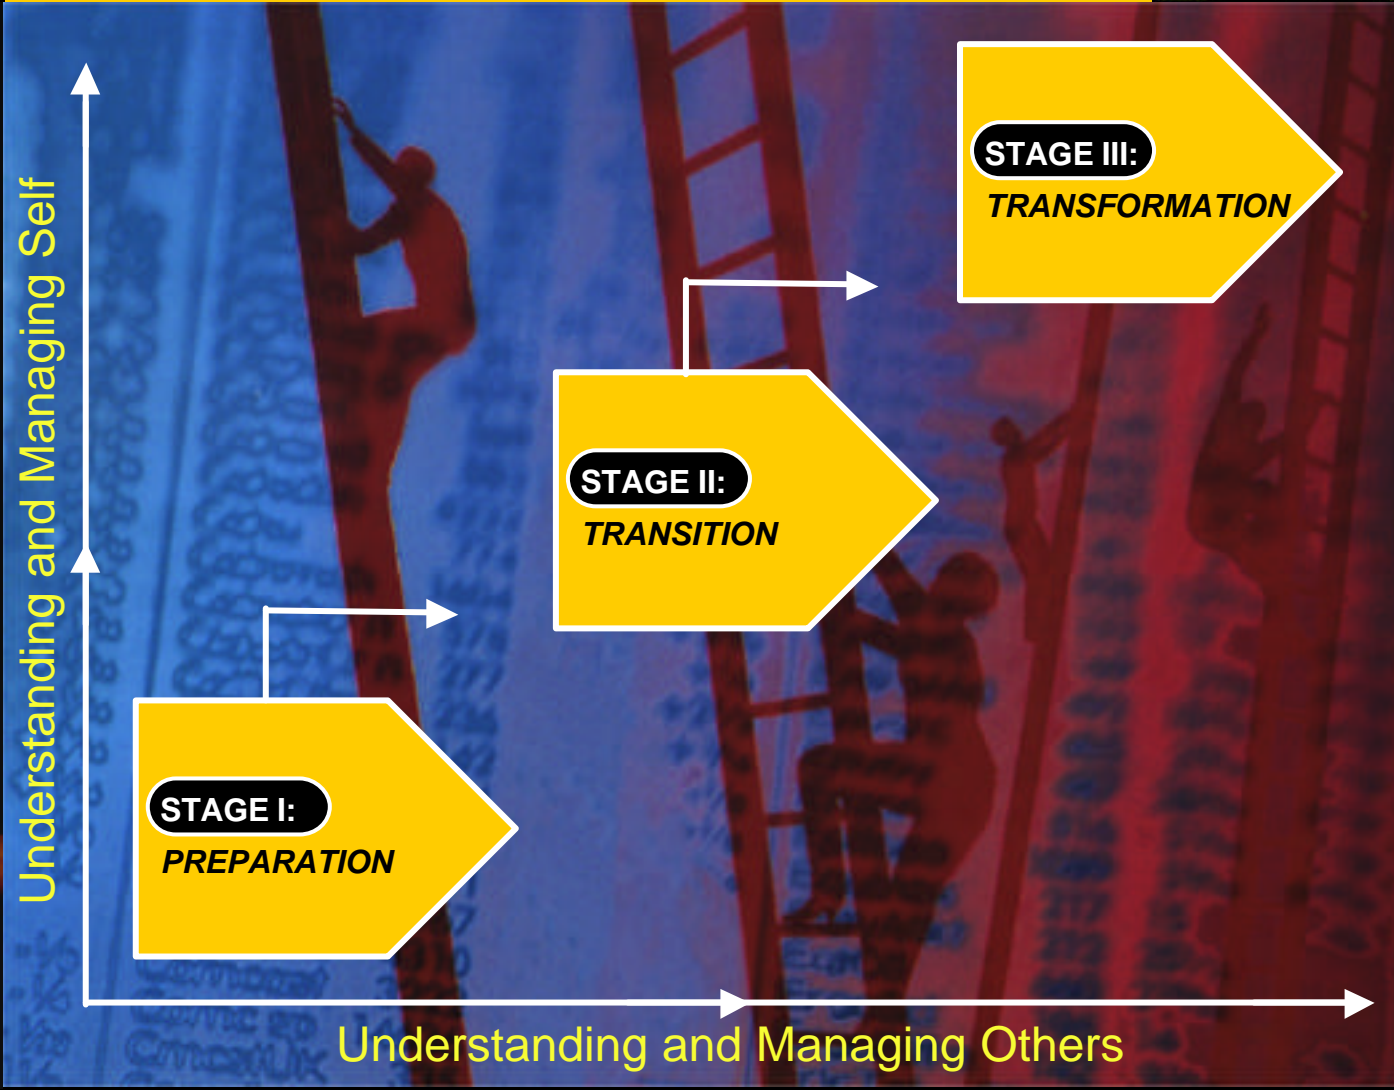 STAGE III:
TRANSFORMATION
STAGE II:
TRANSITION
STAGE I:
PREPARATION
Understanding and Managing Self
Understanding and Managing Others